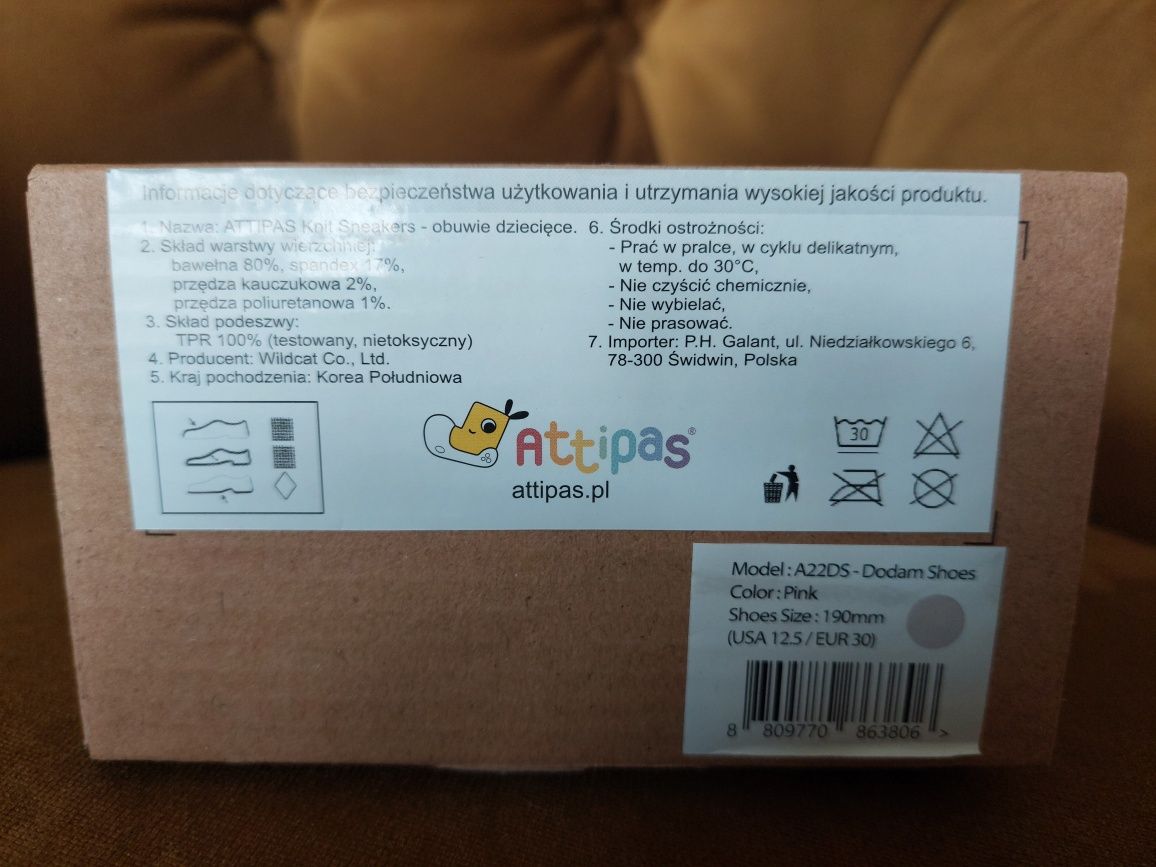 Informacje dotyczące bezpieczeństwa użytkowania i utrzymania wysokiej jakości produktu.
1. Nazwa: ATTIPAS Knit Sneakers - obuwie dziecięce.
2. Skład warstwy wierzchniej:
bawełna 80%, spandex 17%,
przędza kauczukowa 2%,
przędza poliuretanowa 1%.
3. Skład podeszwy:
TPR 100% (testowany, nietoksyczny)
4. Producent: Wildcat Co., Ltd.
5. Kraj pochodzenia: Korea Południowa
6. Środki ostrożności:
- Prać w pralce, w cyklu delikatnym,
w temp. do 30°C,
- Nie czyścić chemicznie,
- Nie wybielać,
- Nie prasować.
7. Importer: P.H. Galant, ul. Niedziałkowskiego 6,
78-300 Świdwin, Polska
Attipas®
attipas.pl
30
Model : A22DS - Dodam Shoes
Color : Pink
Shoes Size : 190mm
(USA 12.5 / EUR 30)
8 809770 863806 >